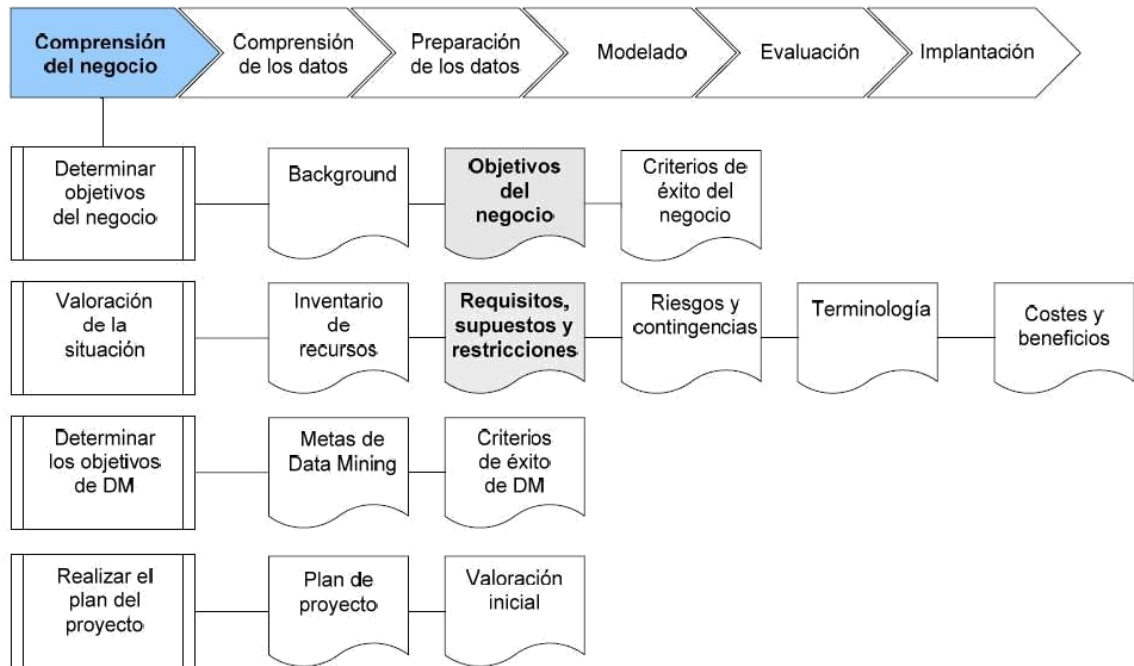 Comprensión
del negocio
Comprensión
de los datos
Preparación
de los datos
Modelado
Evaluación
Implantación
Determinar
objetivos
del negocio
Background
Objetivos
del
negocio
Criterios de
éxito del
negocio
Valoración
de la
situación
Inventario
de
recursos
Requisitos,
supuestos y
restricciones
Riesgos y
contingencias
Terminología
Costes y
beneficios
Determinar
los objetivos
de DM
Metas de
Data Mining
Criterios
de éxito
de DM
Realizar el
plan del
proyecto
Plan de
proyecto
Valoración
inicial